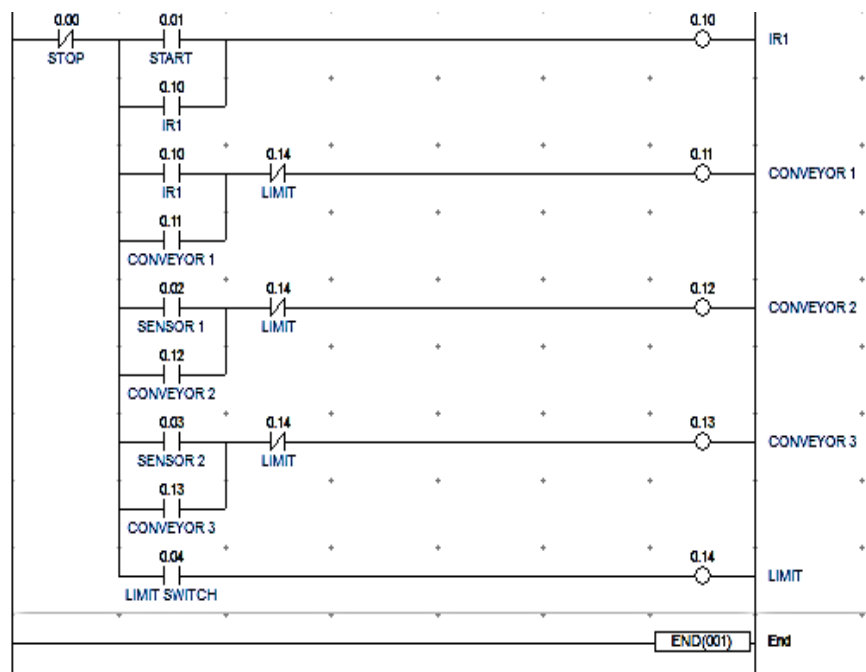 0.00 0.01 0.10
STOP START IR1
0.10
IR1
0.10 0.14 0.11
IR1 LIMIT CONVEYOR 1
0.11
CONVEYOR 1
0.02 0.14 0.12
SENSOR 1 LIMIT CONVEYOR 2
0.12
CONVEYOR 2
0.03 0.14 0.13
SENSOR 2 LIMIT CONVEYOR 3
0.13
CONVEYOR 3
0.04 0.14
LIMIT SWITCH LIMIT
END(001) End